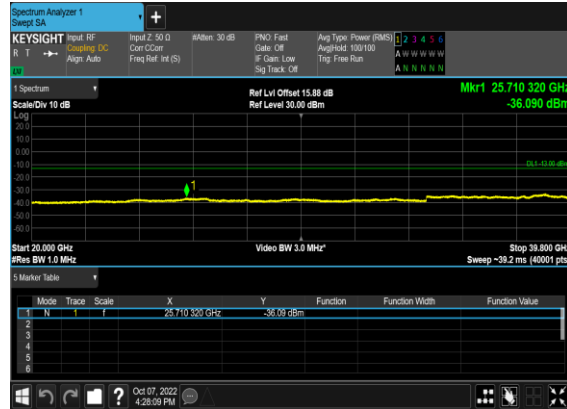 Spectrum Analyzer 1
Swept SA
+
KEYSIGHT Input: RF Input Z: 50 Ω #Atten: 30 dB PNO: Fast Avg Type: Power (RMS) 1 2 3 4 5 6
R T Coupling: DC Corr CCorr Gate: Off Avg|Hold: 100/100 A W W W W W
Align: Auto Freq Ref: Int (S) IF Gain: Low Trig: Free Run
Sig Track: Off A N N N N N
1 Spectrum Ref Lvl Offset 15.88 dB Mkr1 25.710 320 GHz
Scale/Div 10 dB Ref Level 30.00 dBm -36.090 dBm
Log
20.0
10.0
0.00
-10.0 DL1 -13.00 dBm
-20.0
-30.0 1
-40.0
-50.0
-60.0
Start 20.000 GHz Video BW 3.0 MHz* Stop 39.800 GHz
#Res BW 1.0 MHz Sweep ~39.2 ms (40001 pts)
5 Marker Table
Mode Trace Scale X Y Function Function Width Function Value
1 N 1 f 25.710 320 GHz -36.09 dBm
2
3
4
5
6
? Oct 07, 2022
4:28:09 PM